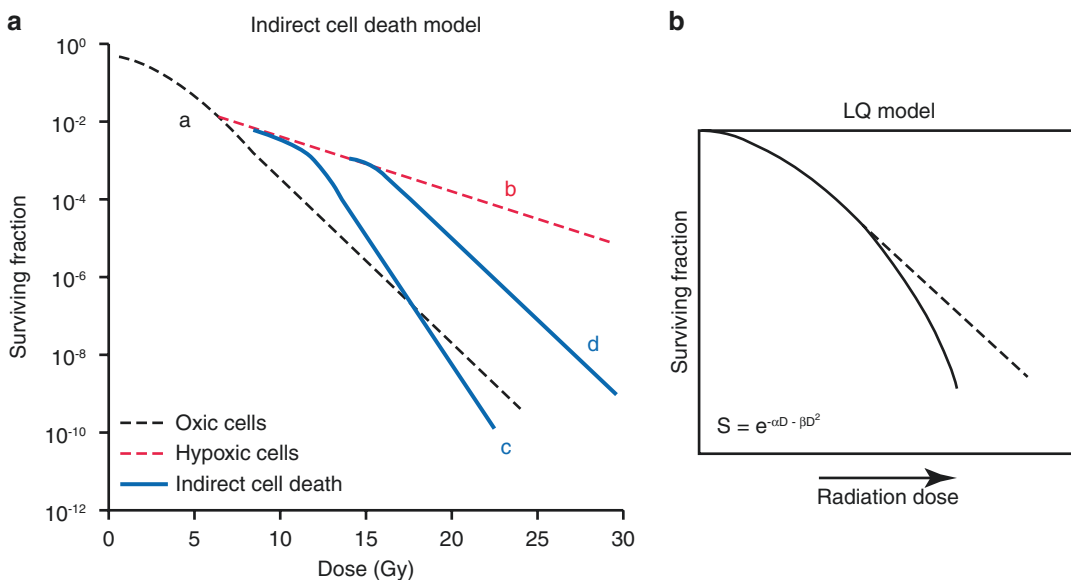 a
Indirect cell death model
10^0
10^-2
10^-4
10^-6
10^-8
10^-10
10^-12
Surviving fraction
a
b
c
d
Oxic cells
Hypoxic cells
Indirect cell death
0 5 10 15 20 25 30
Dose (Gy)
b
LQ model
Surviving fraction
S = e^-αD - βD^2
Radiation dose